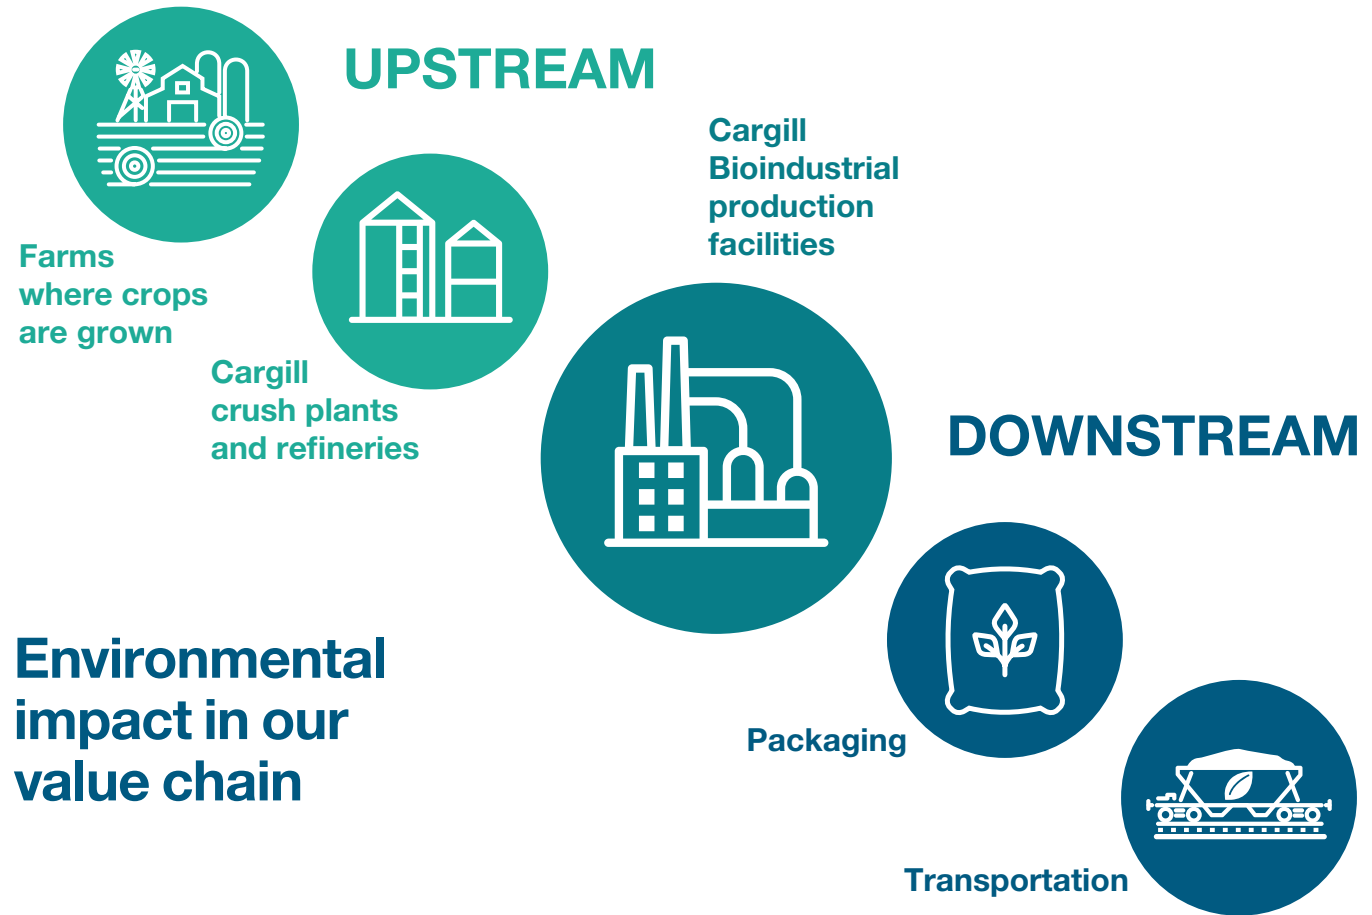 UPSTREAM
Cargill
Bioindustrial
production
facilities
Farms
where crops
are grown
Cargill
crush plants
and refineries
DOWNSTREAM
Environmental
impact in our
value chain
Packaging
Transportation